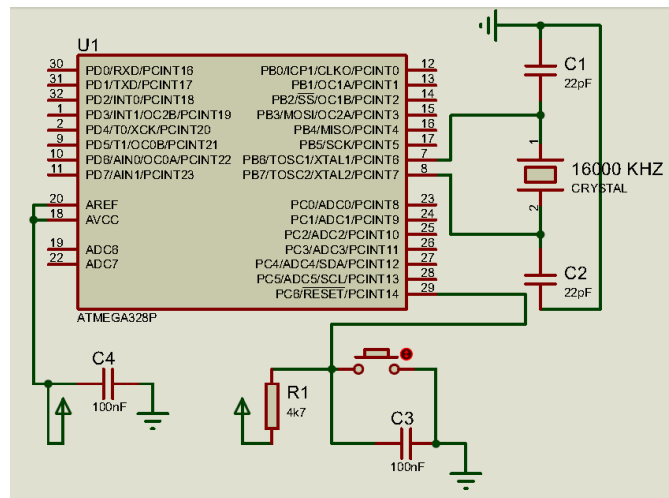 U1
30 PD0/RXD/PCINT16
31 PD1/TXD/PCINT17
32 PD2/INT0/PCINT18
1 PD3/INT1/OC2B/PCINT19
2 PD4/T0/XCK/PCINT20
9 PD5/T1/OC0B/PCINT21
10 PD6/AIN0/OC0A/PCINT22
11 PD7/AIN1/PCINT23
20 AREF
18 AVCC
19 ADC6
22 ADC7
PB0/ICP1/CLKO/PCINT0 12
PB1/OC1A/PCINT1 13
PB2/SS/OC1B/PCINT2 14
PB3/MOSI/OC2A/PCINT3 15
PB4/MISO/PCINT4 16
PB5/SCK/PCINT5 17
PB6/TOSC1/XTAL1/PCINT6 7
PB7/TOSC2/XTAL2/PCINT7 8
PC0/ADC0/PCINT8 23
PC1/ADC1/PCINT9 24
PC2/ADC2/PCINT10 25
PC3/ADC3/PCINT11 26
PC4/ADC4/SDA/PCINT12 27
PC5/ADC5/SCL/PCINT13 28
PC6/RESET/PCINT14 29
ATMEGA328P
C1
22pF
1
16000 KHZ
CRYSTAL
2
C2
22pF
C4
100nF
R1
4k7
C3
100nF